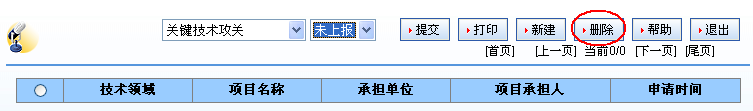 关键技术攻关 未上报 提交 打印 新建 删除 帮助 退出
[首页] [上一页] 当前0/0 [下一页] [尾页]
技术领域 项目名称 承担单位 项目承担人 申请时间